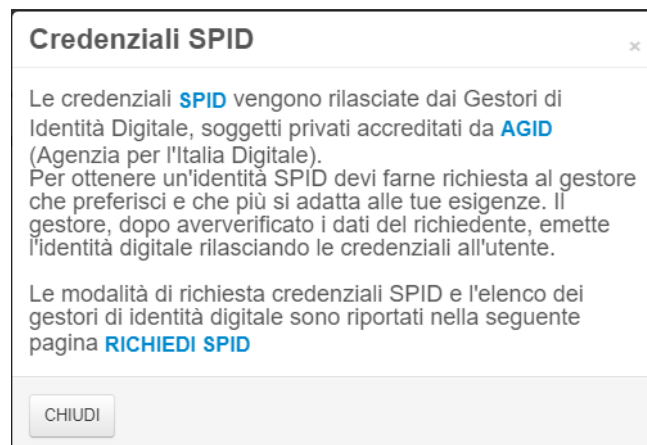 Credenziali SPID
×
Le credenziali SPID vengono rilasciate dai Gestori di
Identità Digitale, soggetti privati accreditati da AGID
(Agenzia per l'Italia Digitale).
Per ottenere un'identità SPID devi farne richiesta al gestore
che preferisci e che più si adatta alle tue esigenze. Il
gestore, dopo aververificato i dati del richiedente, emette
l'identità digitale rilasciando le credenziali all'utente.
Le modalità di richiesta credenziali SPID e l'elenco dei
gestori di identità digitale sono riportati nella seguente
pagina RICHIEDI SPID
CHIUDI